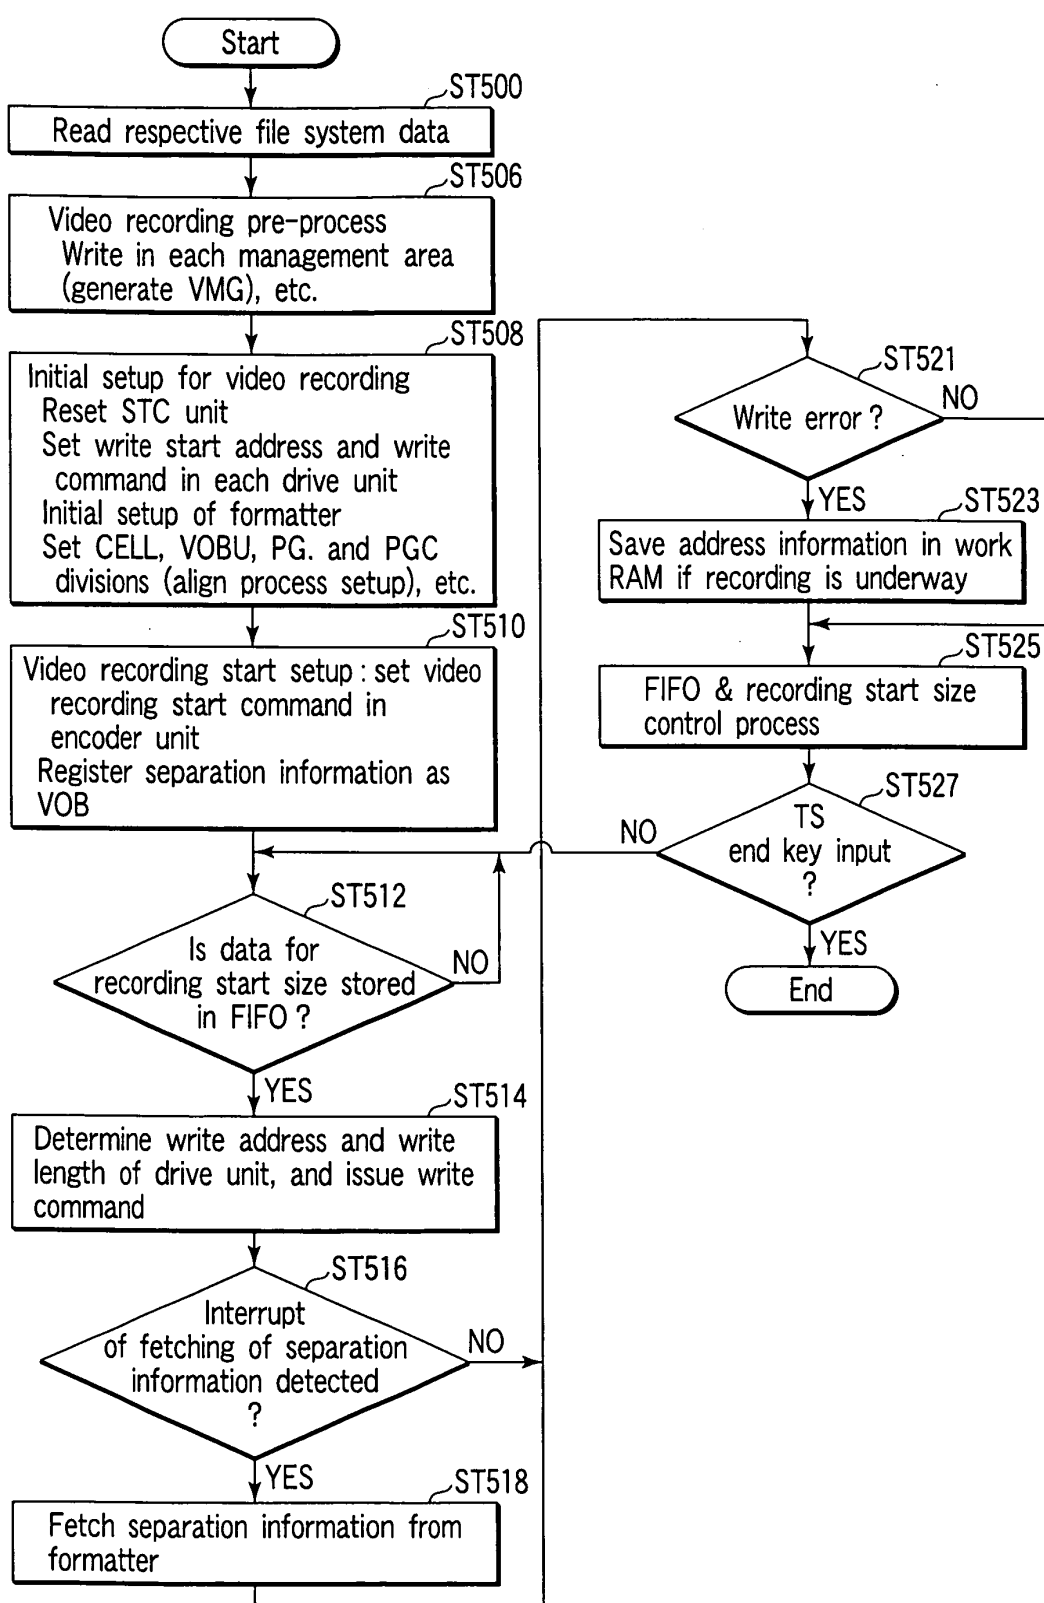 Start
ST500
Read respective file system data
ST506
Video recording pre-process
Write in each management area
(generate VMG), etc.
ST508
Initial setup for video recording
Reset STC unit
Set write start address and write
command in each drive unit
Initial setup of formatter
Set CELL, VOBU, PG. and PGC
divisions (align process setup), etc.
ST510
Video recording start setup : set video
recording start command in
encoder unit
Register separation information as
VOB
ST512
Is data for
recording start size stored
in FIFO ?
NO
YES
ST514
Determine write address and write
length of drive unit, and issue write
command
ST516
Interrupt
of fetching of separation
information detected
?
NO
YES
ST518
Fetch separation information from
formatter
ST521
Write error ?
NO
YES
ST523
Save address information in work
RAM if recording is underway
ST525
FIFO & recording start size
control process
ST527
TS
end key input
?
NO
YES
End